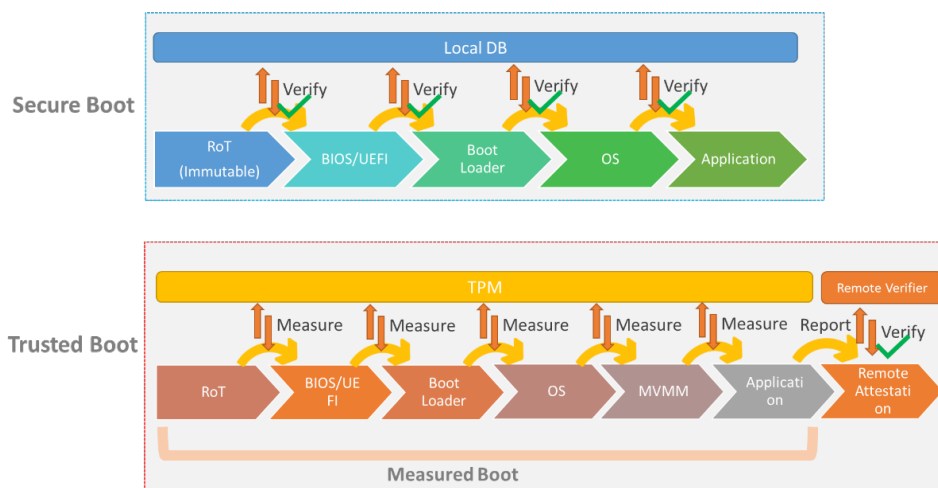 Local DB
Secure Boot
Verify
Verify
Verify
Verify
RoT
(Immutable)
BIOS/UEFI
Boot
Loader
OS
Application
TPM
Remote Verifier
Trusted Boot
Measure
Measure
Measure
Measure
Measure
Report
Verify
RoT
BIOS/UE
FI
Boot
Loader
OS
MVMM
Applicati
on
Remote
Attestati
on
Measured Boot